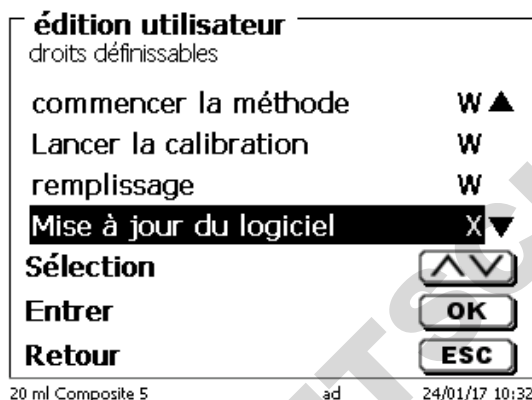 édition utilisateur
droits définissables
commencer la méthode W
Lancer la calibration W
remplissage W
Mise à jour du logiciel X
Sélection
Entrer OK
Retour ESC
20 ml Composite 5 ad 24/01/17 10:32